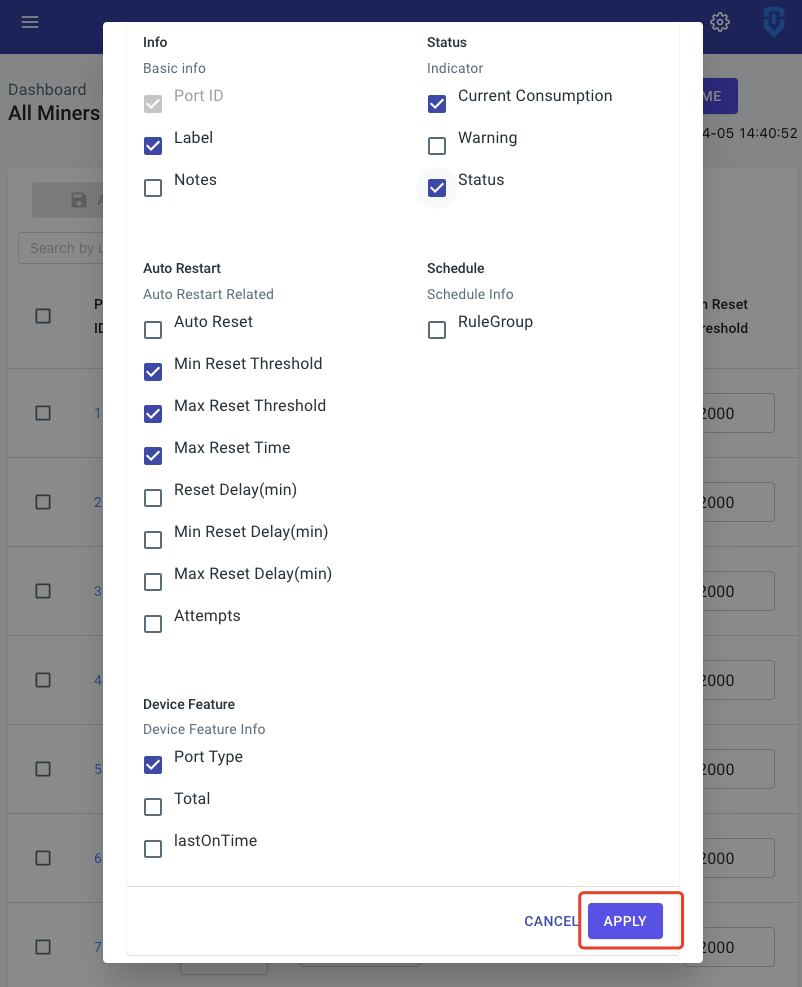 Info
Basic info
Port ID
Label
Notes
Status
Indicator
Current Consumption
Warning
Status
Auto Restart
Auto Restart Related
Auto Reset
Min Reset Threshold
Max Reset Threshold
Max Reset Time
Reset Delay(min)
Min Reset Delay(min)
Max Reset Delay(min)
Attempts
Schedule
Schedule Info
RuleGroup
Device Feature
Device Feature Info
Port Type
Total
lastOnTime
CANCEL
APPLY
Dashboard
All Miners
ME
4-05 14:40:52
A
Search by L
P
ID
n Reset
reshold
1
2000
2
2000
3
2000
4
2000
5
2000
6
2000
7
2000